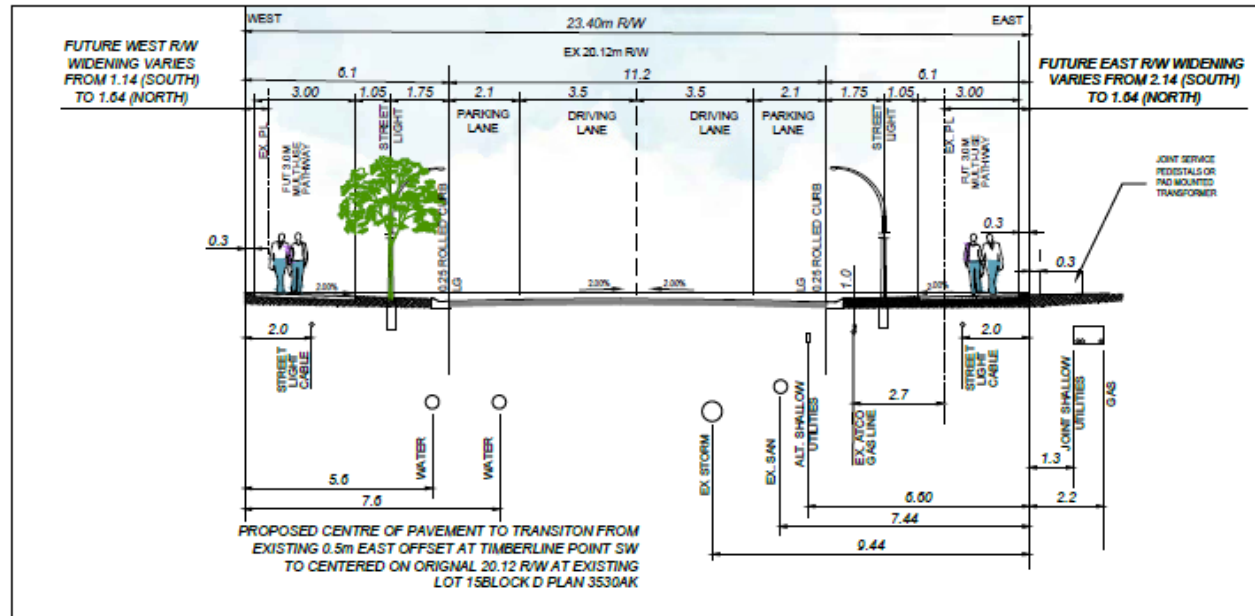 WEST
EAST
23.40m R/W
FUTURE WEST R/W
WIDENING VARIES
FROM 1.14 (SOUTH)
TO 1.64 (NORTH)
EX 20.12m R/W
FUTURE EAST R/W WIDENING
VARIES FROM 2.14 (SOUTH)
TO 1.64 (NORTH)
6.1
11.2
6.1
3.00
1.05
1.75
2.1
3.5
3.5
2.1
1.75
1.05
3.00
PARKING
LANE
DRIVING
LANE
DRIVING
LANE
PARKING
LANE
STREET
LIGHT
STREET
LIGHT
EX. PL
EX. PL
FUT 3.0M
MULTI-USE
PATHWAY
FUT 3.0M
MULTI-USE
PATHWAY
JOINT SERVICE
PEDESTALS OR
PAD MOUNTED
TRANSFORMER
0.3
0.3
0.3
0.25 ROLLED CURB
0.25 ROLLED CURB
LG
LG
1.0
2.00%
2.00%
2.00%
2.00%
2.0
2.0
STREET
LIGHT
CABLE
STREET
LIGHT
CABLE
2.7
WATER
WATER
EX STORM
EX. SAN
ALT. SHALLOW
UTILITIES
EX. ATCO
GAS LINE
JOINT SHALLOW
UTILITIES
GAS
1.3
2.2
5.6
7.6
6.60
7.44
9.44
PROPOSED CENTRE OF PAVEMENT TO TRANSITON FROM
EXISTING 0.5m EAST OFFSET AT TIMBERLINE POINT SW
TO CENTERED ON ORIGNAL 20.12 R/W AT EXISTING
LOT 15BLOCK D PLAN 3530AK